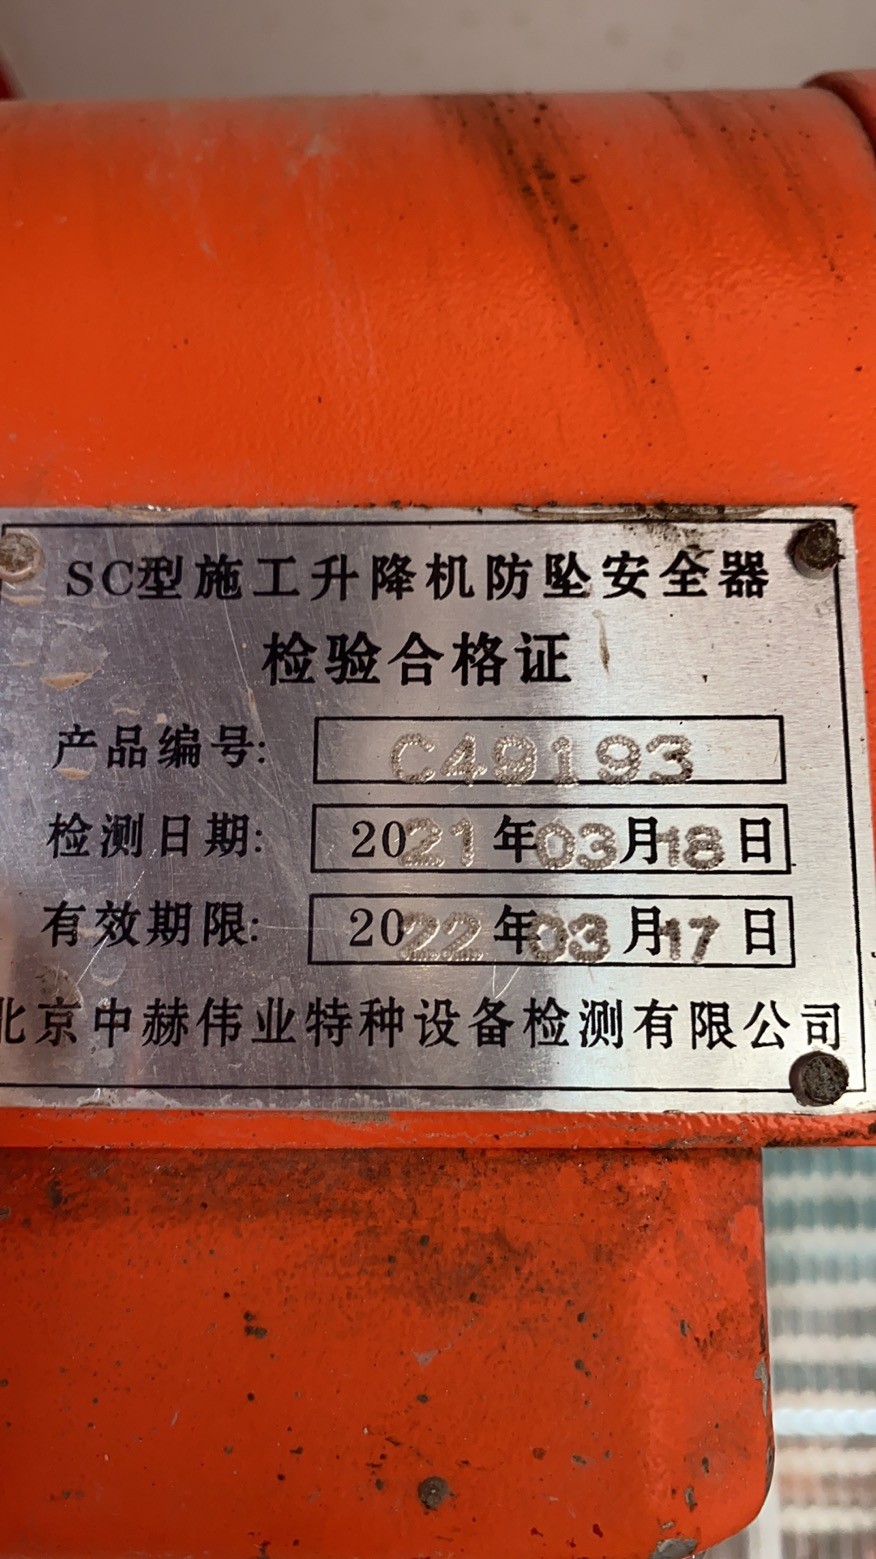 SC型施工升降机防坠安全器
检验合格证
产品编号: C49193
检测日期: 2021年03月18日
有效期限: 2022年03月17日
北京中赫伟业特种设备检测有限公司